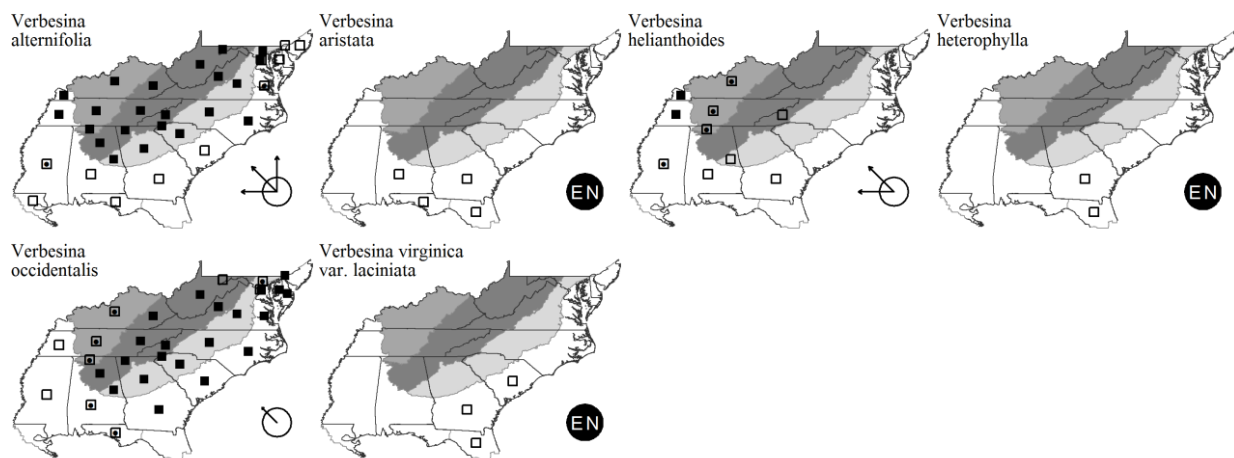 Verbesina
alternifolia
Verbesina
aristata
EN
Verbesina
helianthoides
Verbesina
heterophylla
EN
Verbesina
occidentalis
Verbesina virginica
var. laciniata
EN